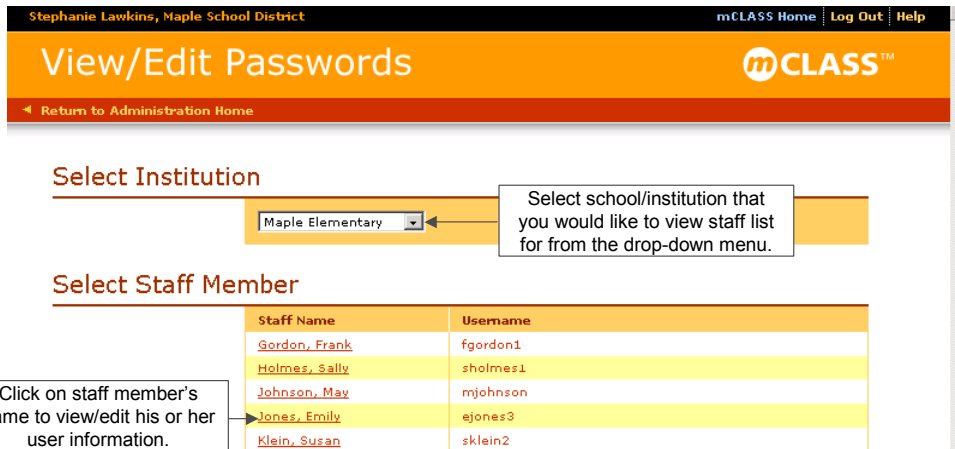 Stephanie Lawkins, Maple School District mCLASS Home Log Out Help
View/Edit Passwords mCLASS™
Return to Administration Home
Select Institution
Maple Elementary
Select school/institution that
you would like to view staff list
for from the drop-down menu.
Select Staff Member
Staff Name Username
Gordon, Frank fgordon1
Holmes, Sally sholmes1
Johnson, May mjohnson
Jones, Emily ejones3
Klein, Susan sklein2
Click on staff member's
ame to view/edit his or her
user information.